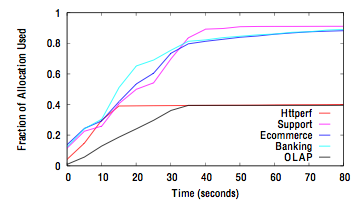 Fraction of Allocation Used
1
0.8
0.6
0.4
0.2
0
Httperf
Support
Ecommerce
Banking
OLAP
0 10 20 30 40 50 60 70 80
Time (seconds)